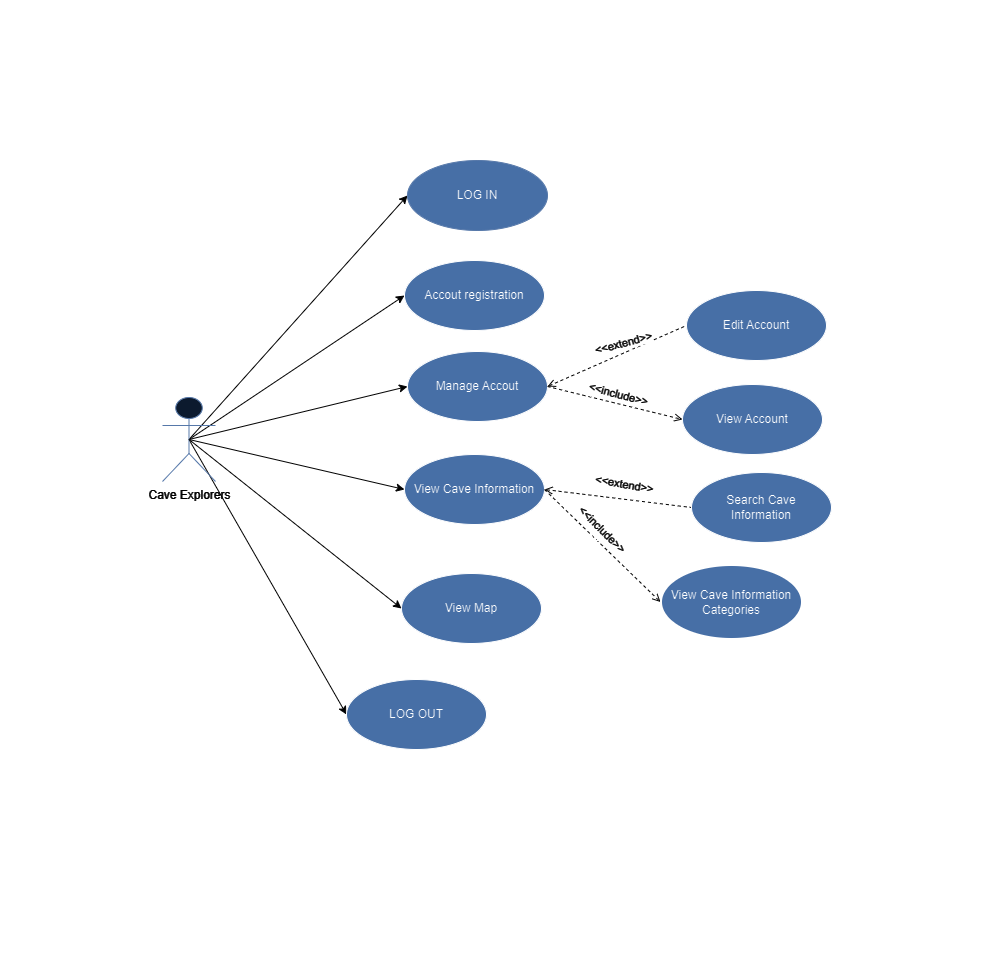 LOG IN
Accout registration
Edit Account
<<extend>>
Manage Accout
<<include>>
View Account
Cave Explorers
View Cave Information
<<extend>>
Search Cave
Information
<<include>>
View Cave Information
Categories
View Map
LOG OUT